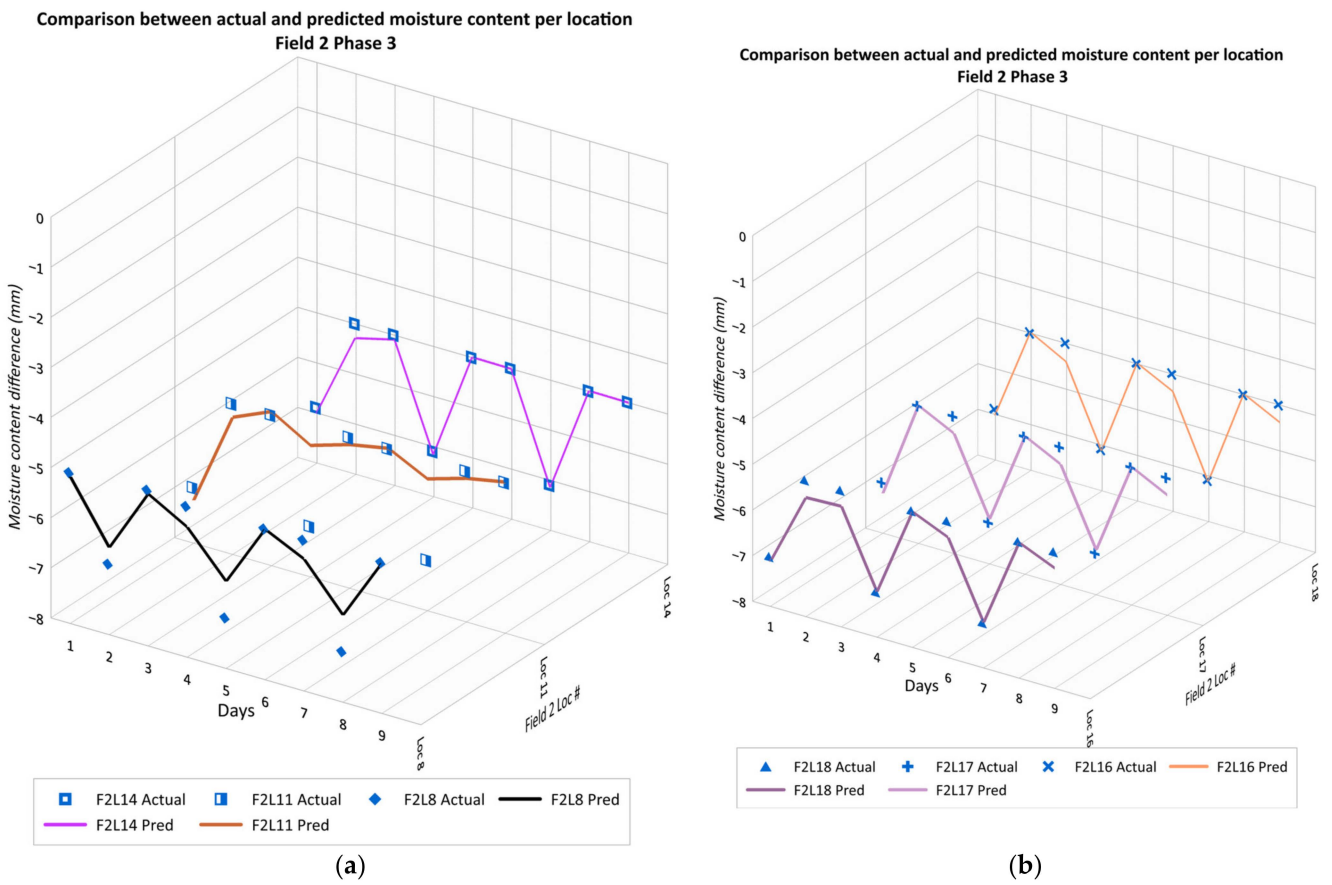 Comparison between actual and predicted moisture content per location
Field 2 Phase 3
Moisture content difference (mm)
0
~1
~2
~3
~4
~5
~6
~7
~8
1
2
3
4
5
6
7
8
9
Days
Loc 8
Loc 11
Loc 14
Field 2 Loc #
F2L14 Actual F2L11 Actual F2L8 Actual F2L8 Pred
F2L14 Pred F2L11 Pred
(a)
Comparison between actual and predicted moisture content per location
Field 2 Phase 3
Moisture content difference (mm)
0
~1
~2
~3
~4
~5
~6
~7
~8
1
2
3
4
5
6
7
8
9
Days
Loc 16
Loc 17
Loc 18
Field 2 Loc #
F2L18 Actual F2L17 Actual F2L16 Actual F2L16 Pred
F2L18 Pred F2L17 Pred
(b)